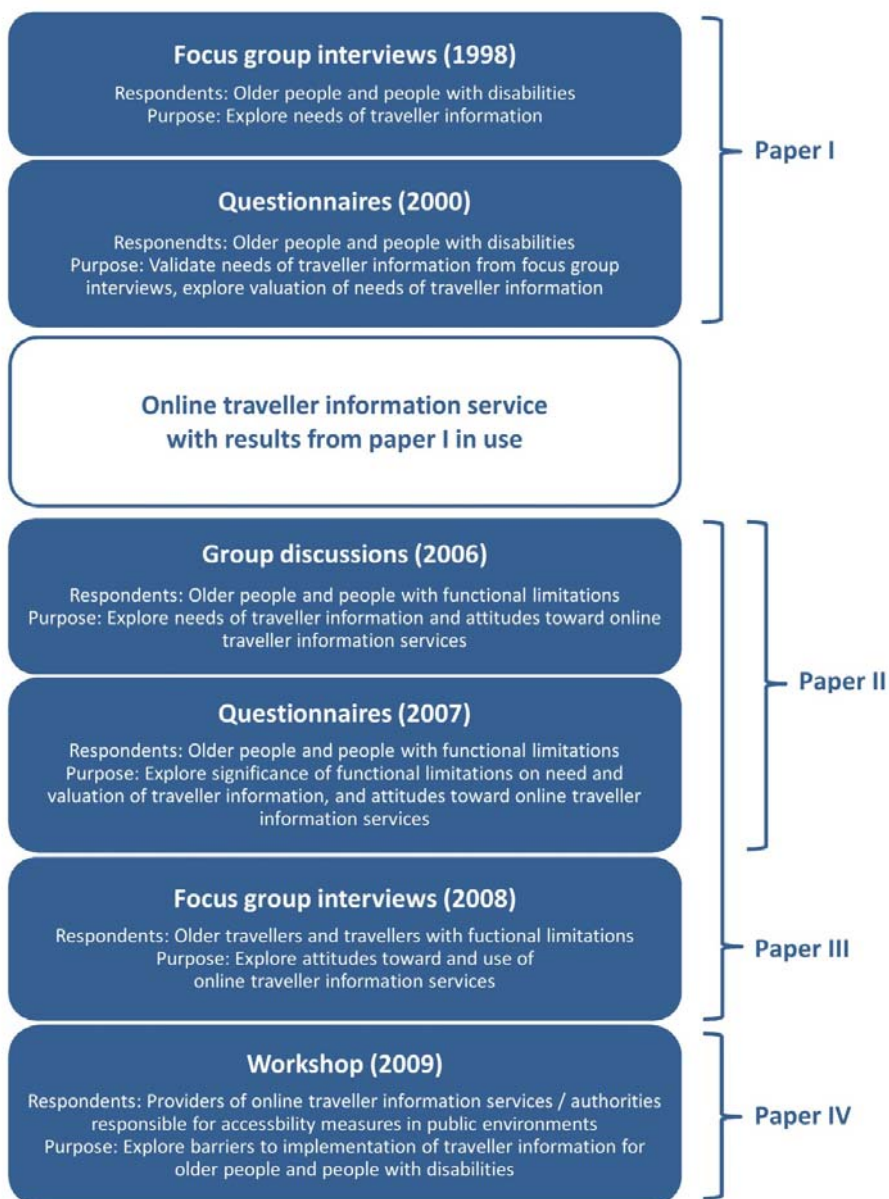 Focus group interviews (1998)
Respondents: Older people and people with disabilities
Purpose: Explore needs of traveller information
Paper I
Questionnaires (2000)
Responendts: Older people and people with disabilities
Purpose: Validate needs of traveller information from focus group
interviews, explore valuation of needs of traveller information
Online traveller information service
with results from paper I in use
Group discussions (2006)
Respondents: Older people and people with functional limitations
Purpose: Explore needs of traveller information and attitudes toward online
traveller information services
Paper II
Questionnaires (2007)
Respondents: Older people and people with functional limitations
Purpose: Explore significance of functional limitations on need and
valuation of traveller information, and attitudes toward online traveller
information services
Focus group interviews (2008)
Respondents: Older travellers and travellers with fuctional limitations
Purpose: Explore attitudes toward and use of
online traveller information services
Paper III
Workshop (2009)
Respondents: Providers of online traveller information services / authorities
responsible for accessbility measures in public environments
Purpose: Explore barriers to implementation of traveller information for
older people and people with disabilities
Paper IV